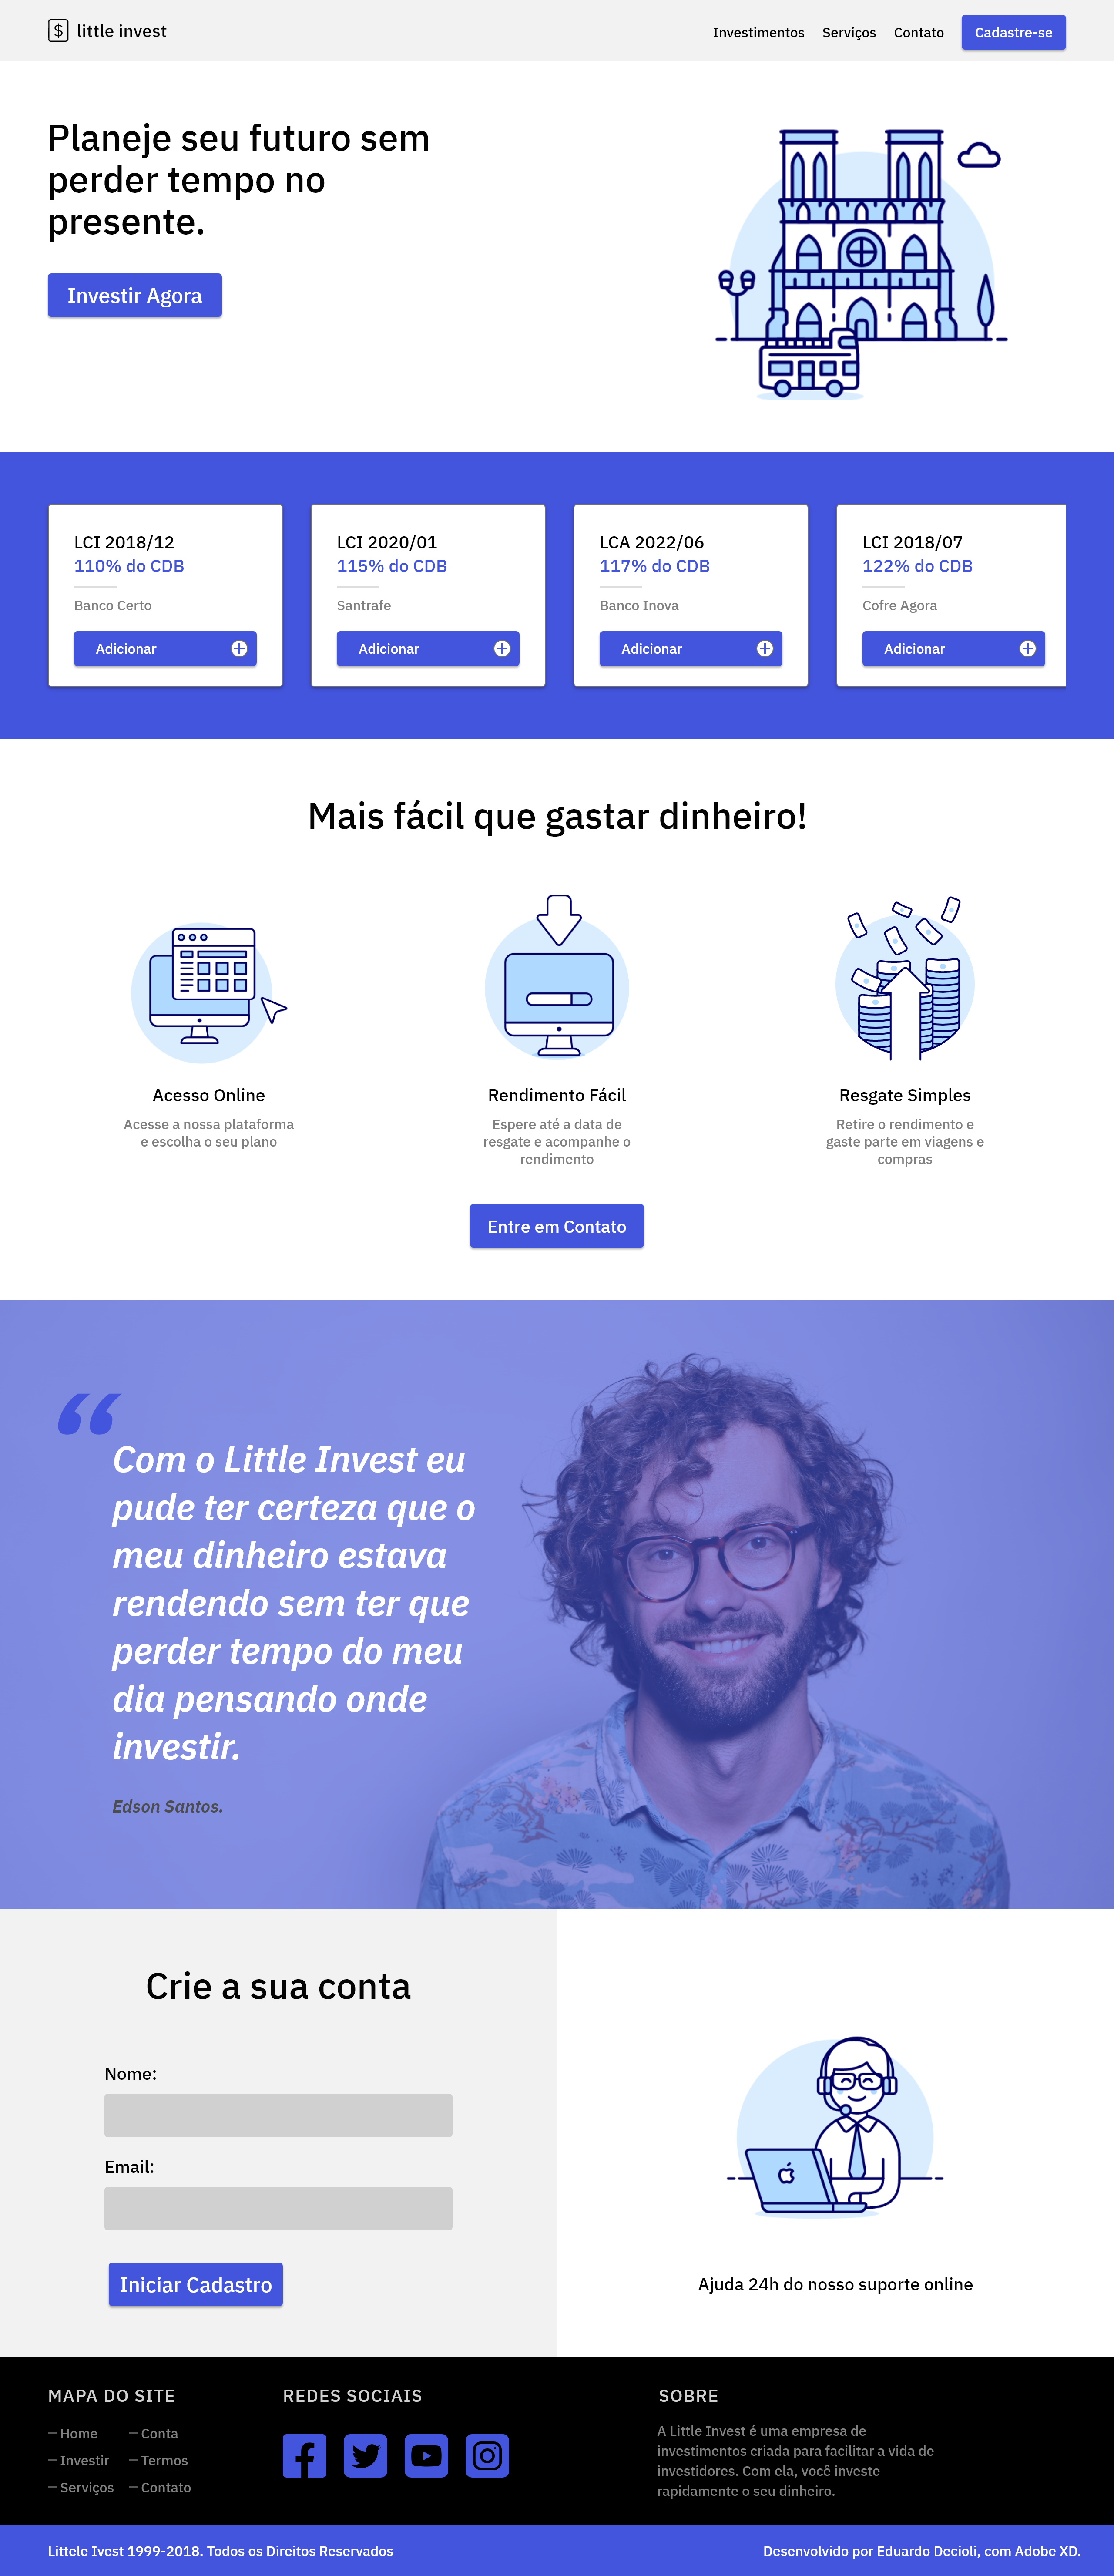 little invest
Investimentos Serviços Contato Cadastre-se
Planeje seu futuro sem
perder tempo no
presente.
Investir Agora
LCI 2018/12
110% do CDB
Banco Certo
Adicionar
LCI 2020/01
115% do CDB
Santrafe
Adicionar
LCA 2022/06
117% do CDB
Banco Inova
Adicionar
LCI 2018/07
122% do CDB
Cofre Agora
Adicionar
Mais fácil que gastar dinheiro!
Acesso Online
Acesse a nossa plataforma
e escolha o seu plano
Rendimento Fácil
Espere até a data de
resgate e acompanhe o
rendimento
Resgate Simples
Retire o rendimento e
gaste parte em viagens e
compras
Entre em Contato
“
Com o Little Invest eu
pude ter certeza que o
meu dinheiro estava
rendendo sem ter que
perder tempo do meu
dia pensando onde
investir.
Edson Santos.
Crie a sua conta
Nome:
Email:
Iniciar Cadastro
Ajuda 24h do nosso suporte online
MAPA DO SITE
— Home — Conta
— Investir — Termos
— Serviços — Contato
REDES SOCIAIS
SOBRE
A Little Invest é uma empresa de
investimentos criada para facilitar a vida de
investidores. Com ela, você investe
rapidamente o seu dinheiro.
Littele Ivest 1999-2018. Todos os Direitos Reservados
Desenvolvido por Eduardo Decioli, com Adobe XD.